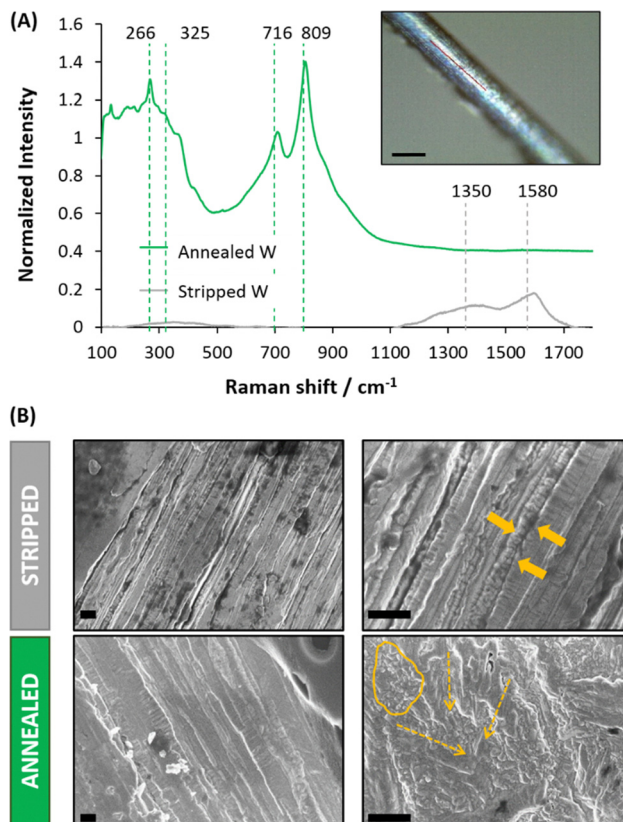 (A)
266 325 716 809
1.6
1.4
1.2
1
0.8
0.6
0.4
0.2
0
Normalized Intensity
1350 1580
Annealed W
Stripped W
100 300 500 700 900 1100 1300 1500 1700
Raman shift / cm-1
(B)
STRIPPED
ANNEALED